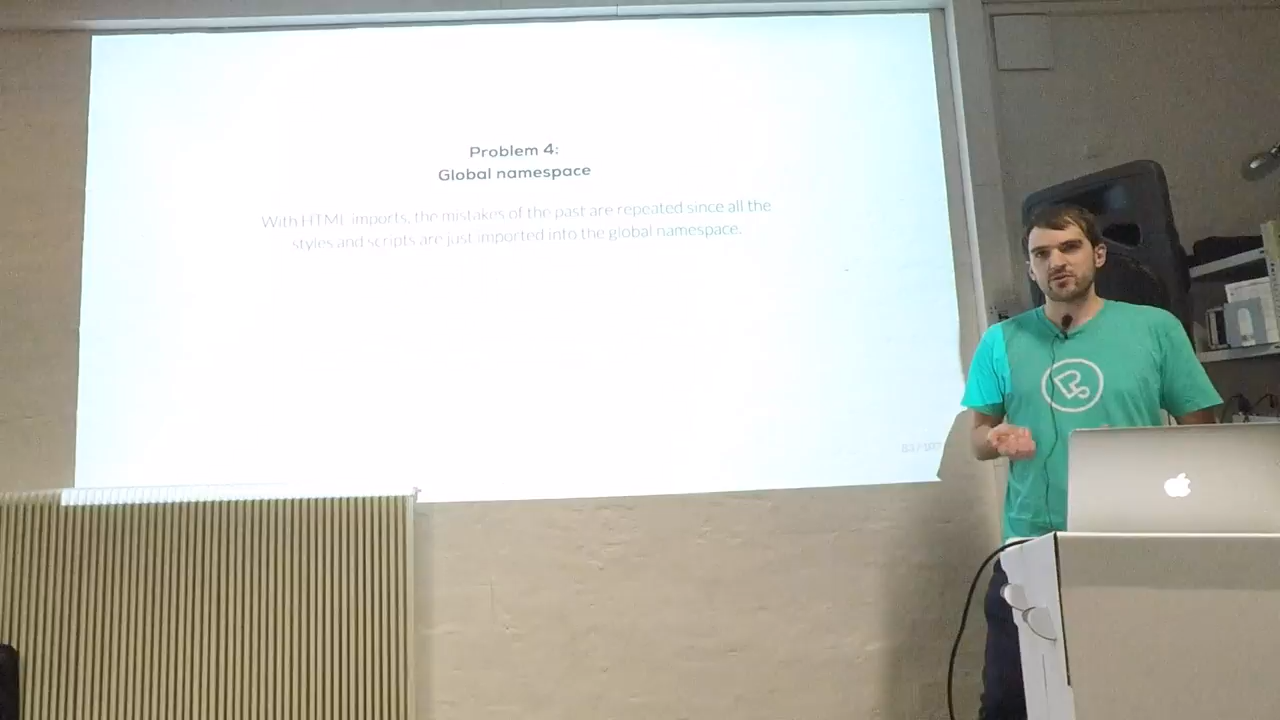 Problem 4:
Global namespace
With HTML imports, the mistakes of the past are repeated since all the
styles and scripts are just imported into the global namespace.